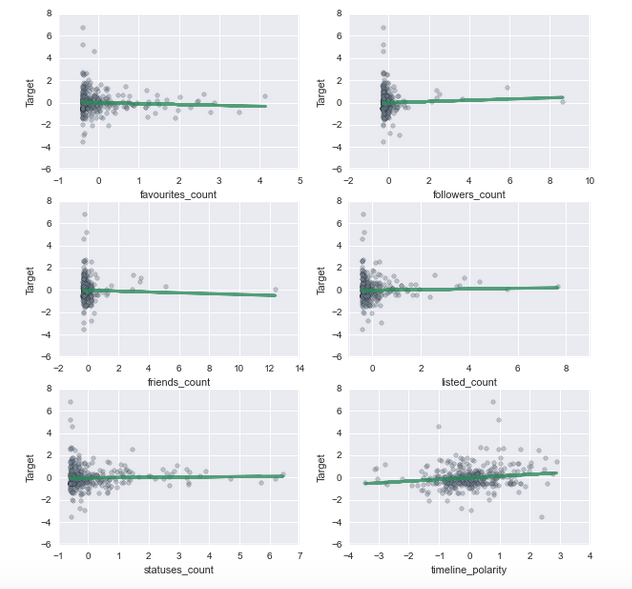 8
6
4
2
0
−2
−4
−6
Target
−1 0 1 2 3 4 5
favourites_count
8
6
4
2
0
−2
−4
−6
Target
−2 0 2 4 6 8 10
followers_count
8
6
4
2
0
−2
−4
−6
Target
−2 0 2 4 6 8 10 12 14
friends_count
8
6
4
2
0
−2
−4
−6
Target
0 2 4 6 8
listed_count
8
6
4
2
0
−2
−4
−6
Target
−1 0 1 2 3 4 5 6 7
statuses_count
8
6
4
2
0
−2
−4
−6
Target
−4 −3 −2 −1 0 1 2 3 4
timeline_polarity